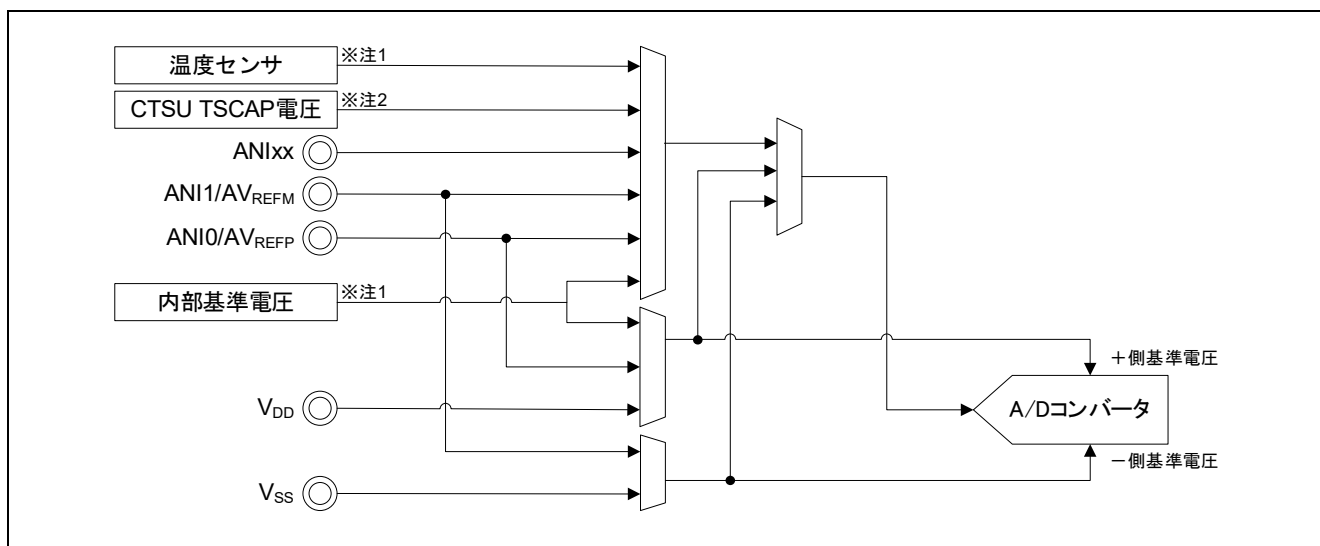 温度センサ ※注1
CTSU TSCAP電圧 ※注2
ANIxx
ANI1/AVREFM
ANI0/AVREFP
内部基準電圧 ※注1
VDD
VSS
+側基準電圧
A/Dコンバータ
-側基準電圧